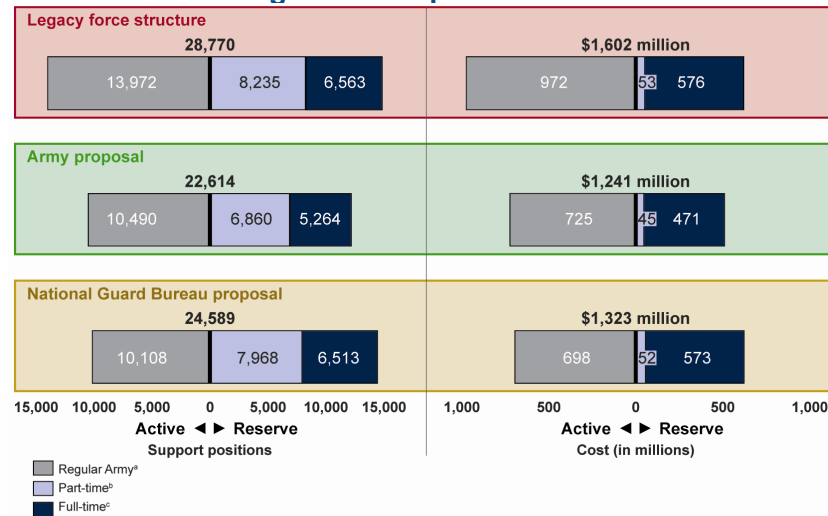 Legacy force structure
28,770
$1,602 million
13,972 8,235 6,563
972 53 576
Army proposal
22,614
$1,241 million
10,490 6,860 5,264
725 45 471
National Guard Bureau proposal
24,589
$1,323 million
10,108 7,968 6,513
698 52 573
15,000 10,000 5,000 0 5,000 10,000 15,000
1,000 500 0 500 1,000
Active ◄ ► Reserve
Active ◄ ► Reserve
Support positions
Cost (in millions)
Regular Armyᵃ
Part-timeᵇ
Full-timeᶜ